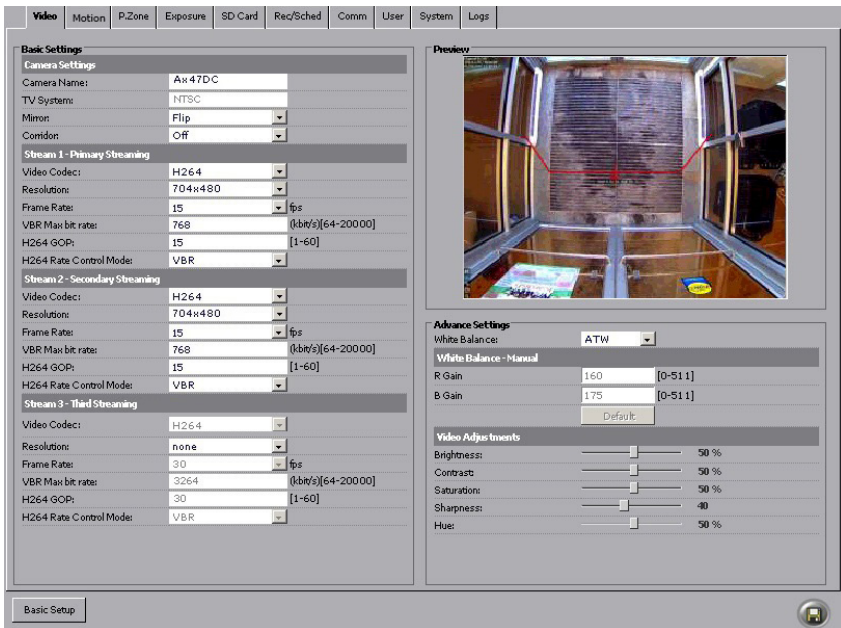 Video Motion P.Zone Exposure SD Card Rec/Sched Comm User System Logs
Basic Settings
Camera Settings
Camera Name: Ax47DC
TV System: NTSC
Mirror: Flip
Corridor: Off
Stream 1 - Primary Streaming
Video Codec: H264
Resolution: 704x480
Frame Rate: 15 fps
VBR Max bit rate: 768 (kbit/s)[64-20000]
H264 GOP: 15 [1-60]
H264 Rate Control Mode: VBR
Stream 2 - Secondary Streaming
Video Codec: H264
Resolution: 704x480
Frame Rate: 15 fps
VBR Max bit rate: 768 (kbit/s)[64-20000]
H264 GOP: 15 [1-60]
H264 Rate Control Mode: VBR
Stream 3 - Third Streaming
Video Codec: H264
Resolution: none
Frame Rate: 30 fps
VBR Max bit rate: 3264 (kbit/s)[64-20000]
H264 GOP: 30 [1-60]
H264 Rate Control Mode: VBR
Preview
Advance Settings
White Balance: ATW
White Balance - Manual
R Gain 160 [0-511]
B Gain 175 [0-511]
Default
Video Adjustments
Brightness: 50 %
Contrast: 50 %
Saturation: 50 %
Sharpness: 40
Hue: 50 %
Basic Setup